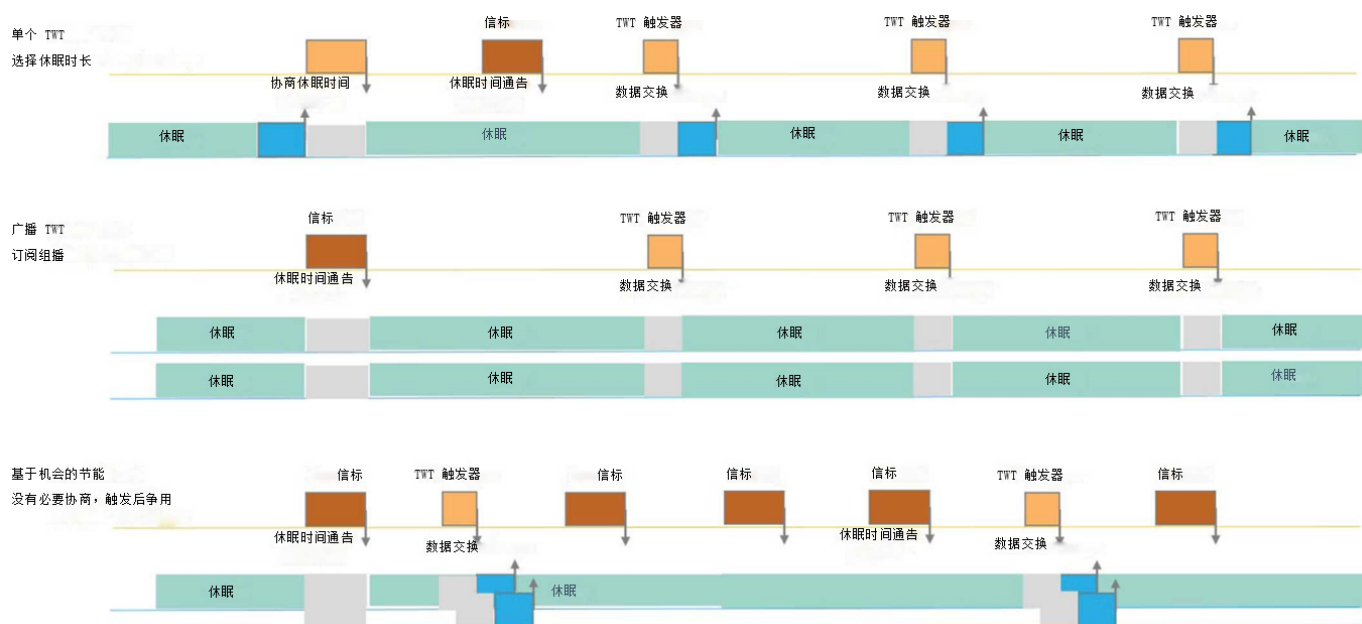 单个 TWT
选择休眠时长
信标
TWT 触发器
TWT 触发器
TWT 触发器
协商休眠时间
休眠时间通告
数据交换
数据交换
数据交换
休眠
休眠
休眠
休眠
休眠
广播 TWT
订阅组播
信标
TWT 触发器
TWT 触发器
TWT 触发器
休眠时间通告
数据交换
数据交换
数据交换
休眠
休眠
休眠
休眠
休眠
休眠
休眠
休眠
休眠
休眠
基于机会的节能
没有必要协商，触发后争用
信标
TWT 触发器
信标
信标
信标
TWT 触发器
信标
休眠时间通告
数据交换
休眠时间通告
数据交换
休眠
休眠